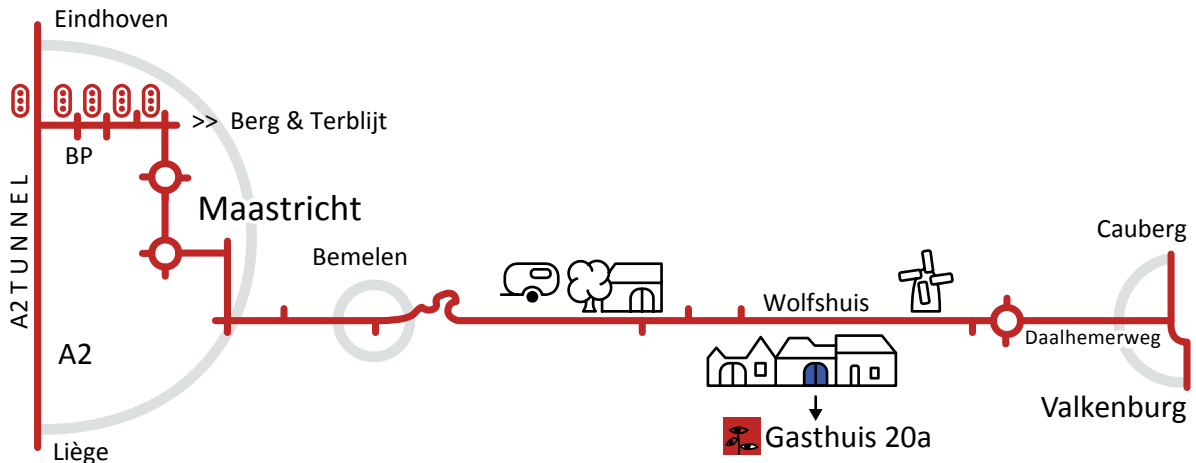 Eindhoven
>> Berg & Terblijt
BP
A2TUNNEL
Maastricht
Bemelen
Cauberg
Wolfshuis
Daalhemerweg
A2
Valkenburg
Gasthuis 20a
Liège